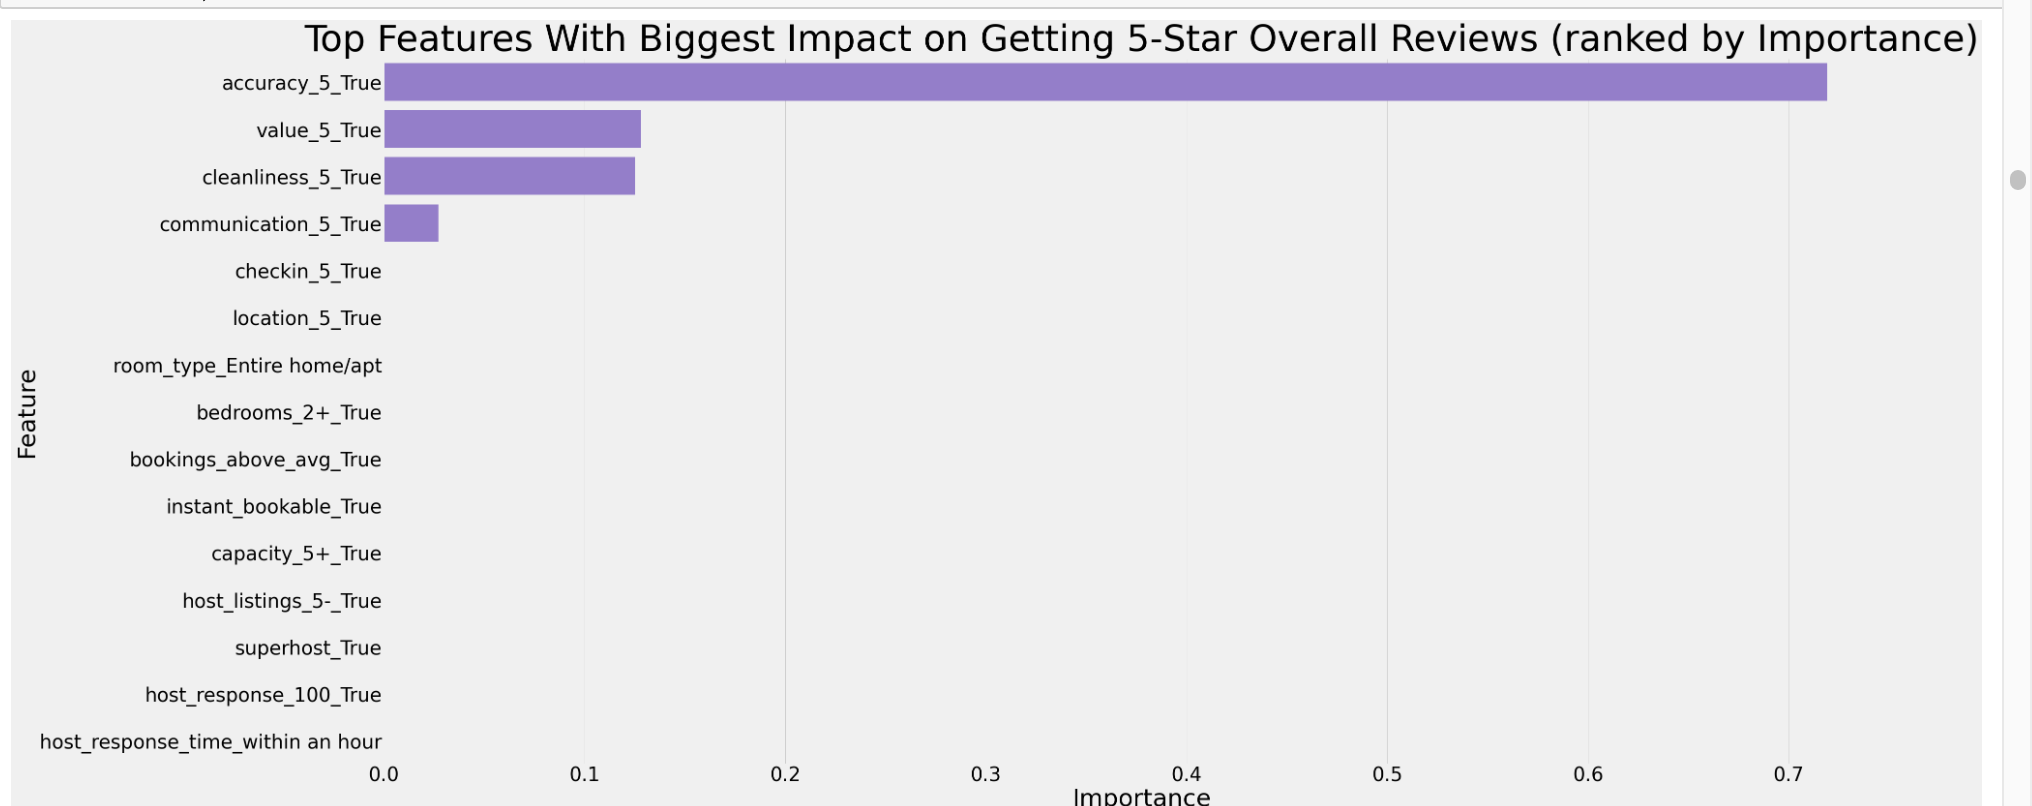 Top Features With Biggest Impact on Getting 5-Star Overall Reviews (ranked by Importance)
accuracy_5_True
value_5_True
cleanliness_5_True
communication_5_True
checkin_5_True
location_5_True
room_type_Entire home/apt
bedrooms_2+_True
bookings_above_avg_True
instant_bookable_True
capacity_5+_True
host_listings_5-_True
superhost_True
host_response_100_True
host_response_time_within an hour
Feature
0.0 0.1 0.2 0.3 0.4 0.5 0.6 0.7
Importance